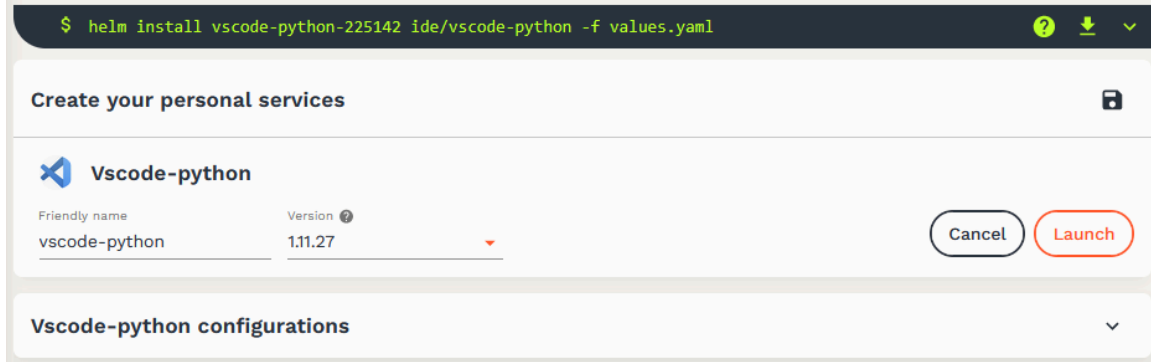 $ helm install vscode-python-225142 ide/vscode-python -f values.yaml
Create your personal services
Vscode-python
Friendly name
Version
vscode-python
1.11.27
Cancel
Launch
Vscode-python configurations